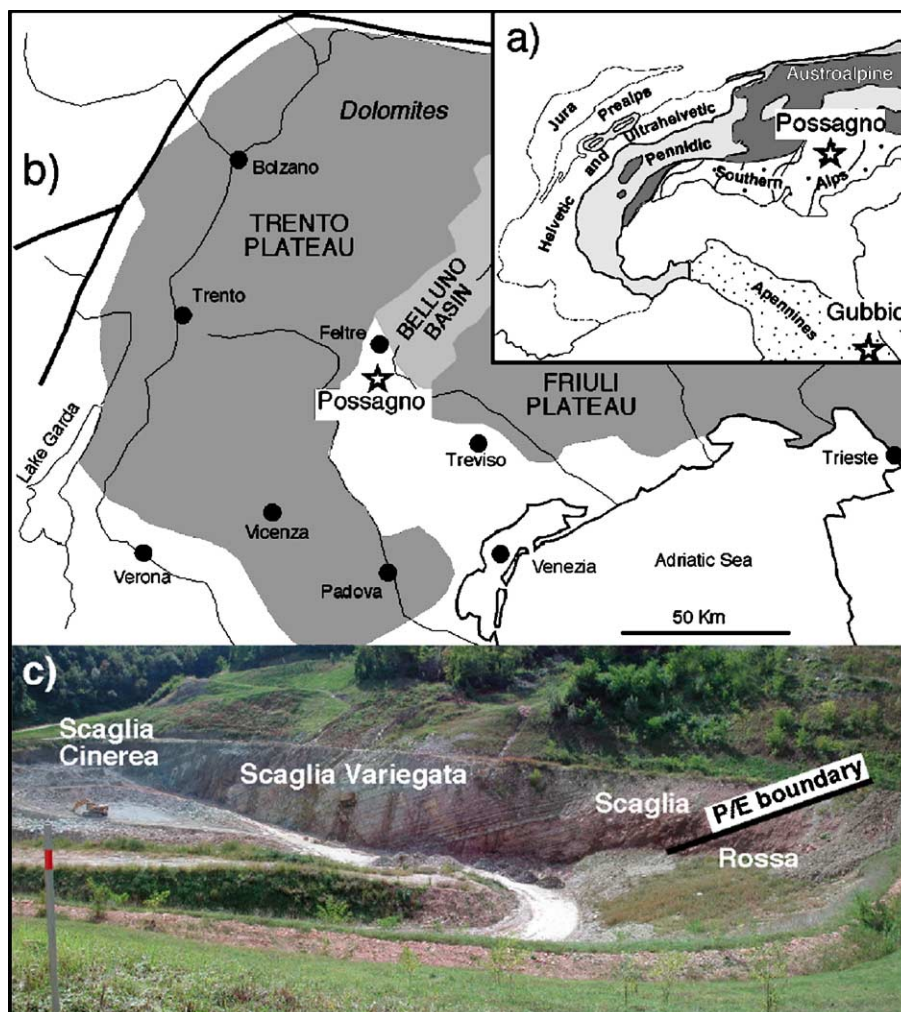 a)
Austroalpine
Jura
Prealps
Helvetic and Ultrahelvetic
Pennidic
Possagno
Southern Alps
Apennines
Gubbio
b)
Dolomites
Bolzano
TRENTO
PLATEAU
BELLUNO
BASIN
Trento
Feltre
Possagno
FRIULI
PLATEAU
Lake Garda
Treviso
Trieste
Vicenza
Verona
Padova
Venezia
Adriatic Sea
50 Km
c)
Scaglia
Cinerea
Scaglia Variegata
Scaglia
Rossa
P/E boundary